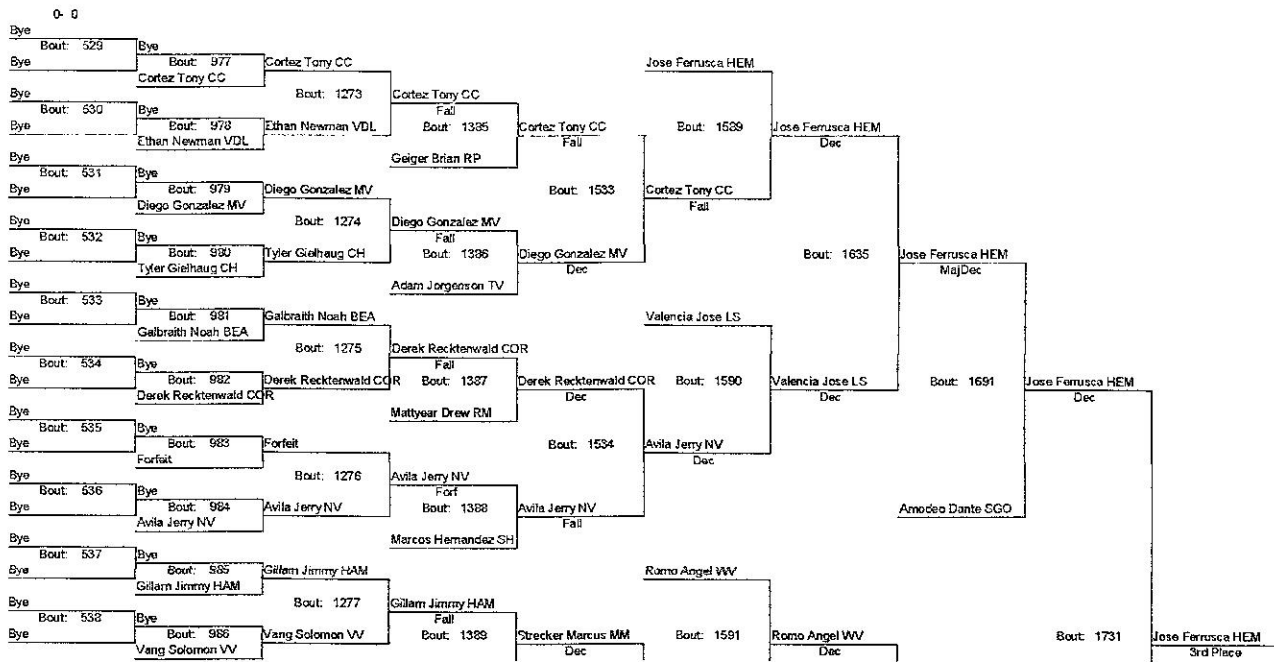 0- 0
Bye
Bout: 529 Bye
Bye Bout: 977 Cortez Tony CC Jose Ferrusca HEM
Cortez Tony CC
Bye Bout: 1273 Cortez Tony CC
Bout: 530 Bye Fall
Bye Bout: 978 Ethan Newman VDL Bout: 1385 Cortez Tony CC Bout: 1589 Jose Ferrusca HEM
Ethan Newman VDL Fall Dec
Bye Geiger Brian RP
Bout: 531 Bye
Bye Bout: 979 Diego Gonzalez MV Bout: 1533 Cortez Tony CC
Diego Gonzalez MV Fall
Bye Bout: 1274 Diego Gonzalez MV
Bout: 532 Bye Fall
Bye Bout: 980 Tyler Gielhaug CH Bout: 1386 Diego Gonzalez MV Bout: 1635 Jose Ferrusca HEM
Tyler Gielhaug CH Dec MajDec
Bye Adam Jorgenson TV
Bout: 533 Bye
Bye Bout: 981 Galbraith Noah BEA Valencia Jose LS
Galbraith Noah BEA
Bye Bout: 1275 Derek Recktenwald COR
Bout: 534 Bye Fall
Bye Bout: 982 Derek Recktenwald COR Bout: 1387 Derek Recktenwald COR Bout: 1590 Valencia Jose LS Bout: 1691 Jose Ferrusca HEM
Derek Recktenwald COR Dec Dec Dec
Bye Mattyear Drew RM
Bout: 535 Bye
Bye Bout: 983 Forfeit Bout: 1534 Avila Jerry NV
Forfeit Dec
Bye Bout: 1276 Avila Jerry NV
Bout: 536 Bye Forf
Bye Bout: 984 Avila Jerry NV Bout: 1388 Avila Jerry NV Amodeo Dante SGO
Avila Jerry NV Fall
Bye Marcos Hernandez SH
Bout: 537 Bye
Bye Bout: 985 Gillam Jimmy HAM Romo Angel WV
Gillam Jimmy HAM
Bye Bout: 1277 Gillam Jimmy HAM
Bout: 538 Bye Fall
Bye Bout: 986 Vang Solomon VV Bout: 1389 Strecker Marcus MM Bout: 1591 Romo Angel WV Bout: 1731 Jose Ferrusca HEM
Vang Solomon VV Dec Dec 3rd Place